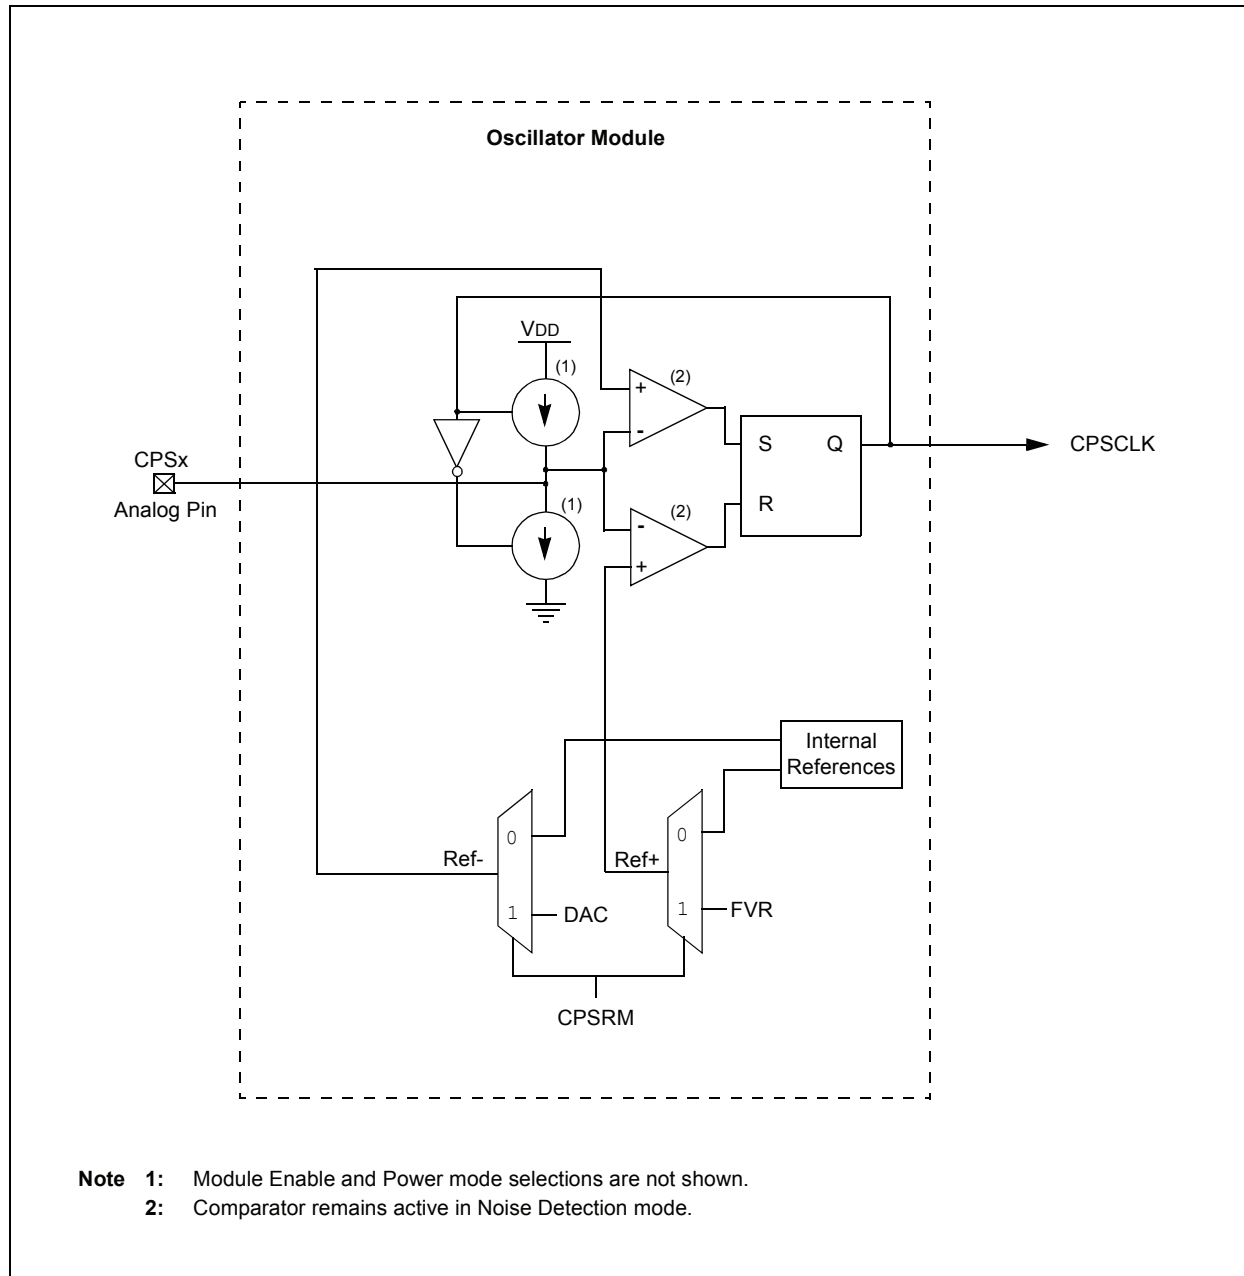 Oscillator Module
VDD
(1)
(2)
+
-
S Q
CPSCLK
CPSx
Analog Pin
(1)
(2)
R
-
+
Internal
References
0
0
Ref-
Ref+
1
DAC
1
FVR
CPSRM
Note 1: Module Enable and Power mode selections are not shown.
2: Comparator remains active in Noise Detection mode.